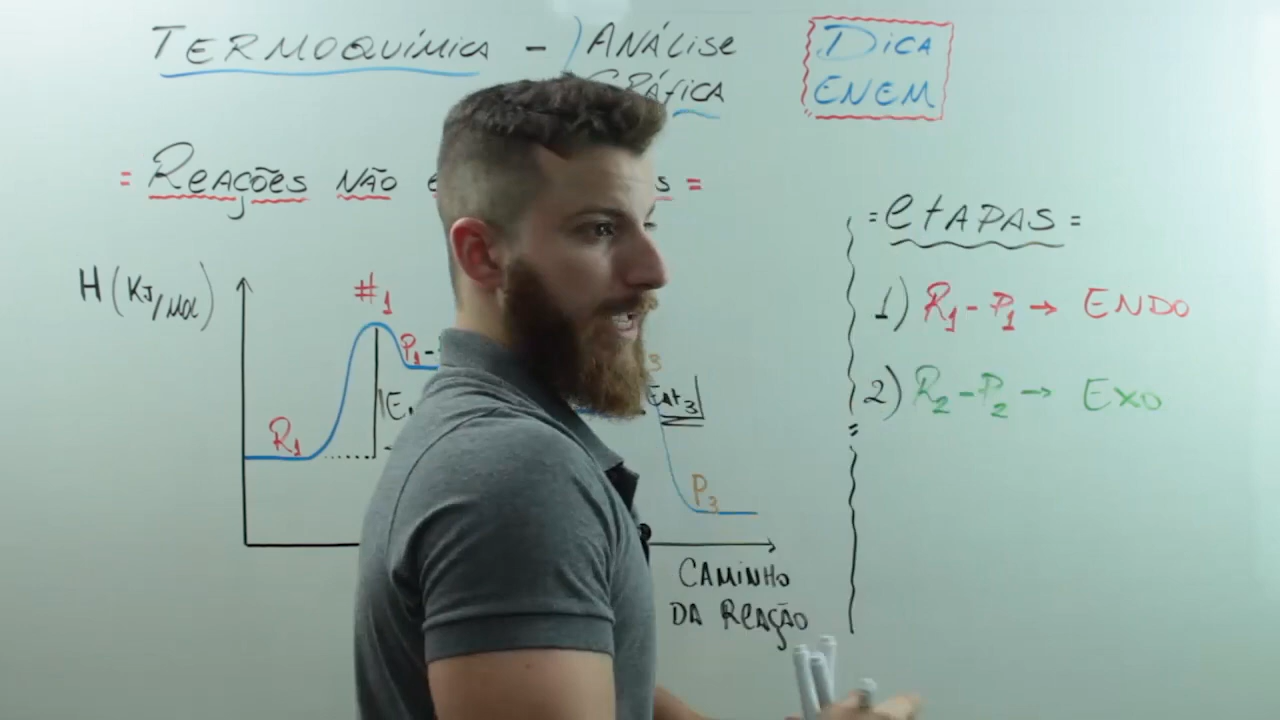 TERMOQUÍMICA - ANÁLISE
GRÁFICA
DICA
ENEM
= REAÇÕES NÃO
=
H (KJ/MOL)
#1
P1-
R1
Eat3
P3
CAMINHO
DA REAÇÃO
= ETAPAS =
1) R1 - P1 → ENDO
2) R2 - P2 → EXO